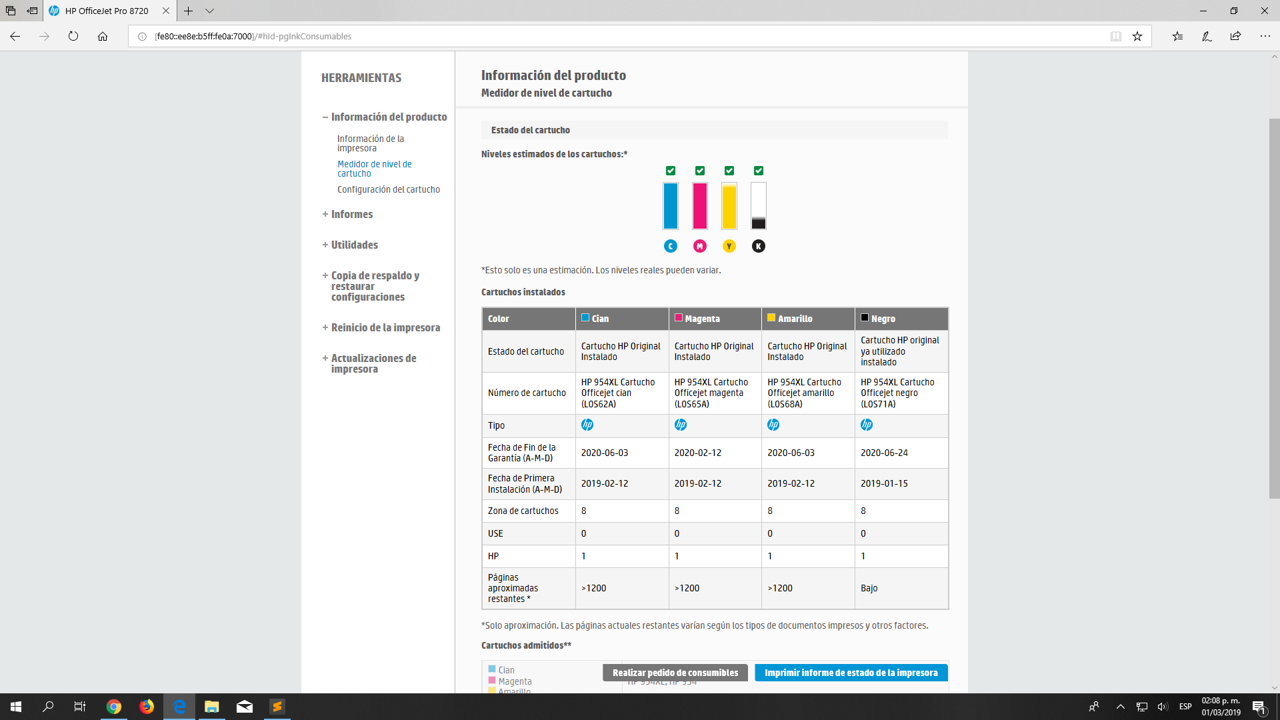 HP OfficeJet Pro 8720
[fe80::ee8e:b5ff:fe0a:7000]/#hId-pgInkConsumables
HERRAMIENTAS
− Información del producto
Información de la
impresora
Medidor de nivel de
cartucho
Configuración del cartucho
+ Informes
+ Utilidades
+ Copia de respaldo y
restaurar
configuraciones
+ Reinicio de la impresora
+ Actualizaciones de
impresora
Información del producto
Medidor de nivel de cartucho
Estado del cartucho
Niveles estimados de los cartuchos:*
C M Y K
*Esto solo es una estimación. Los niveles reales pueden variar.
Cartuchos instalados
Color Cian Magenta Amarillo Negro
Estado del cartucho
Cartucho HP Original
Instalado
Cartucho HP Original
Instalado
Cartucho HP Original
Instalado
Cartucho HP original
ya utilizado
instalado
Número de cartucho
HP 954XL Cartucho
Officejet cian
(L0S62A)
HP 954XL Cartucho
Officejet magenta
(L0S65A)
HP 954XL Cartucho
Officejet amarillo
(L0S68A)
HP 954XL Cartucho
Officejet negro
(L0S71A)
Tipo hp hp hp hp
Fecha de Fin de la
Garantía (A-M-D)
2020-06-03 2020-02-12 2020-06-03 2020-06-24
Fecha de Primera
Instalación (A-M-D)
2019-02-12 2019-02-12 2019-02-12 2019-01-15
Zona de cartuchos 8 8 8 8
USE 0 0 0 0
HP 1 1 1 1
Páginas
aproximadas
restantes *
>1200 >1200 >1200 Bajo
*Solo aproximación. Las páginas actuales restantes varían según los tipos de documentos impresos y otros factores.
Cartuchos admitidos**
Cian
Magenta
Amarillo
HP 954XL, HP 954
Realizar pedido de consumibles
Imprimir informe de estado de la impresora
ESP
02:08 p. m.
01/03/2019
1